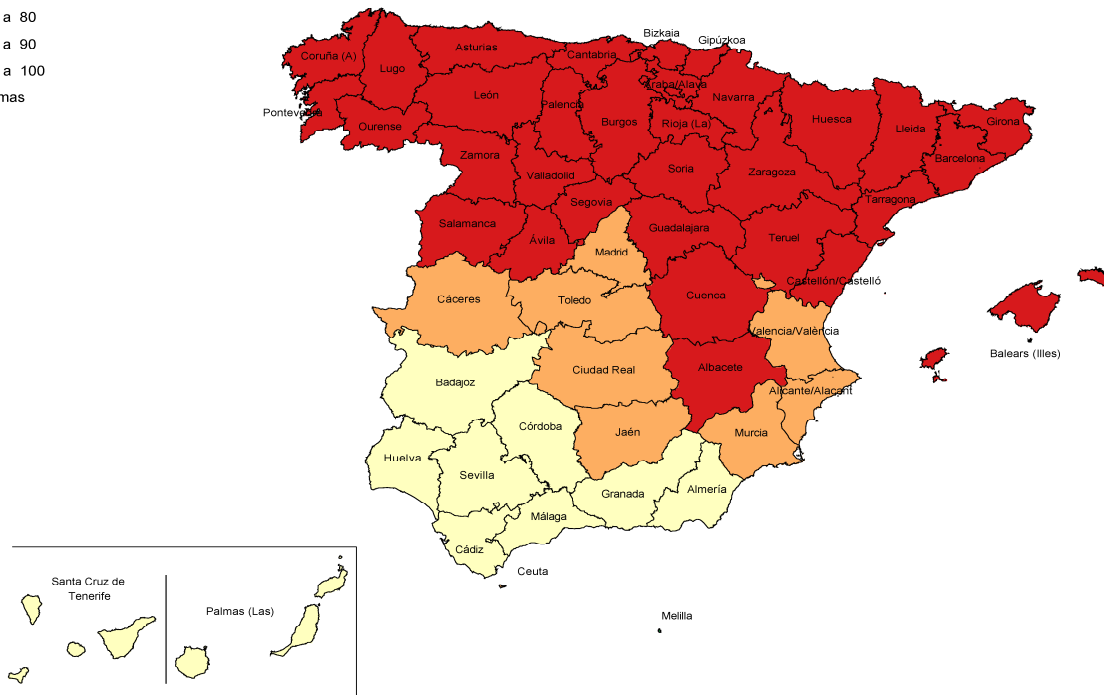 a 80
a 90
a 100
mas
Bizkaia
Gipúzkoa
Coruña (A)
Lugo
Asturias
Cantabria
Araba/Alava
Navarra
Pontevedra
Ourense
León
Palencia
Burgos
Rioja (La)
Huesca
Lleida
Girona
Zamora
Valladolid
Soria
Zaragoza
Barcelona
Salamanca
Segovia
Tarragona
Ávila
Guadalajara
Teruel
Madrid
Cáceres
Toledo
Cuenca
Castellón/Castelló
Valencia/València
Balears (Illes)
Badajoz
Ciudad Real
Albacete
Alicante/Alacant
Córdoba
Jaén
Murcia
Huelva
Sevilla
Granada
Almería
Málaga
Cádiz
Ceuta
Melilla
Santa Cruz de
Tenerife
Palmas (Las)